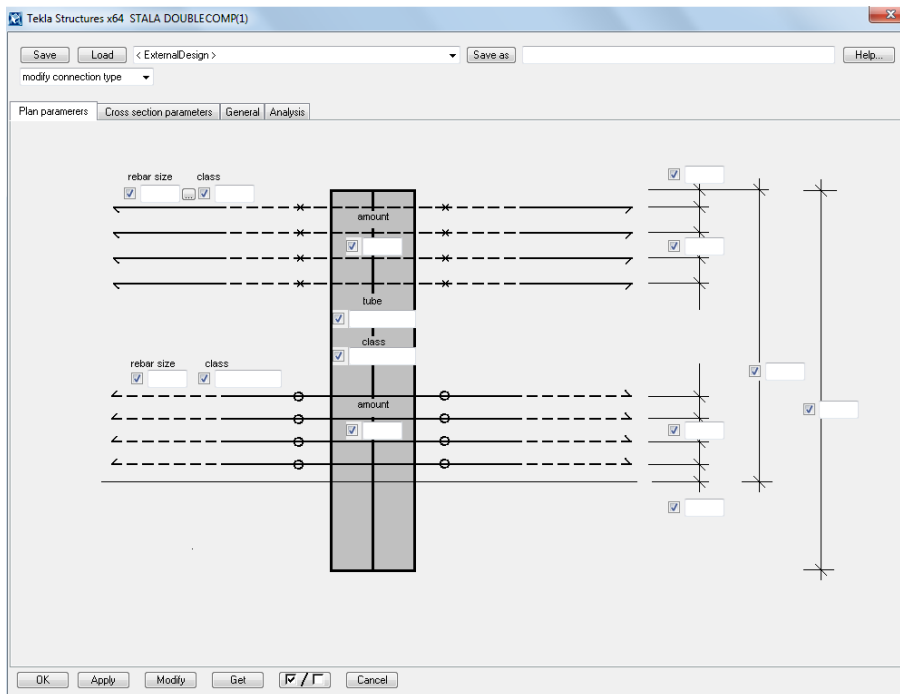 Tekla Structures x64 STALA DOUBLECOMP(1)
Save Load < ExternalDesign > Save as Help...
modify connection type
Plan paramerers Cross section parameters General Analysis
rebar size class
...
amount
tube
class
rebar size class
amount
OK Apply Modify Get / Cancel